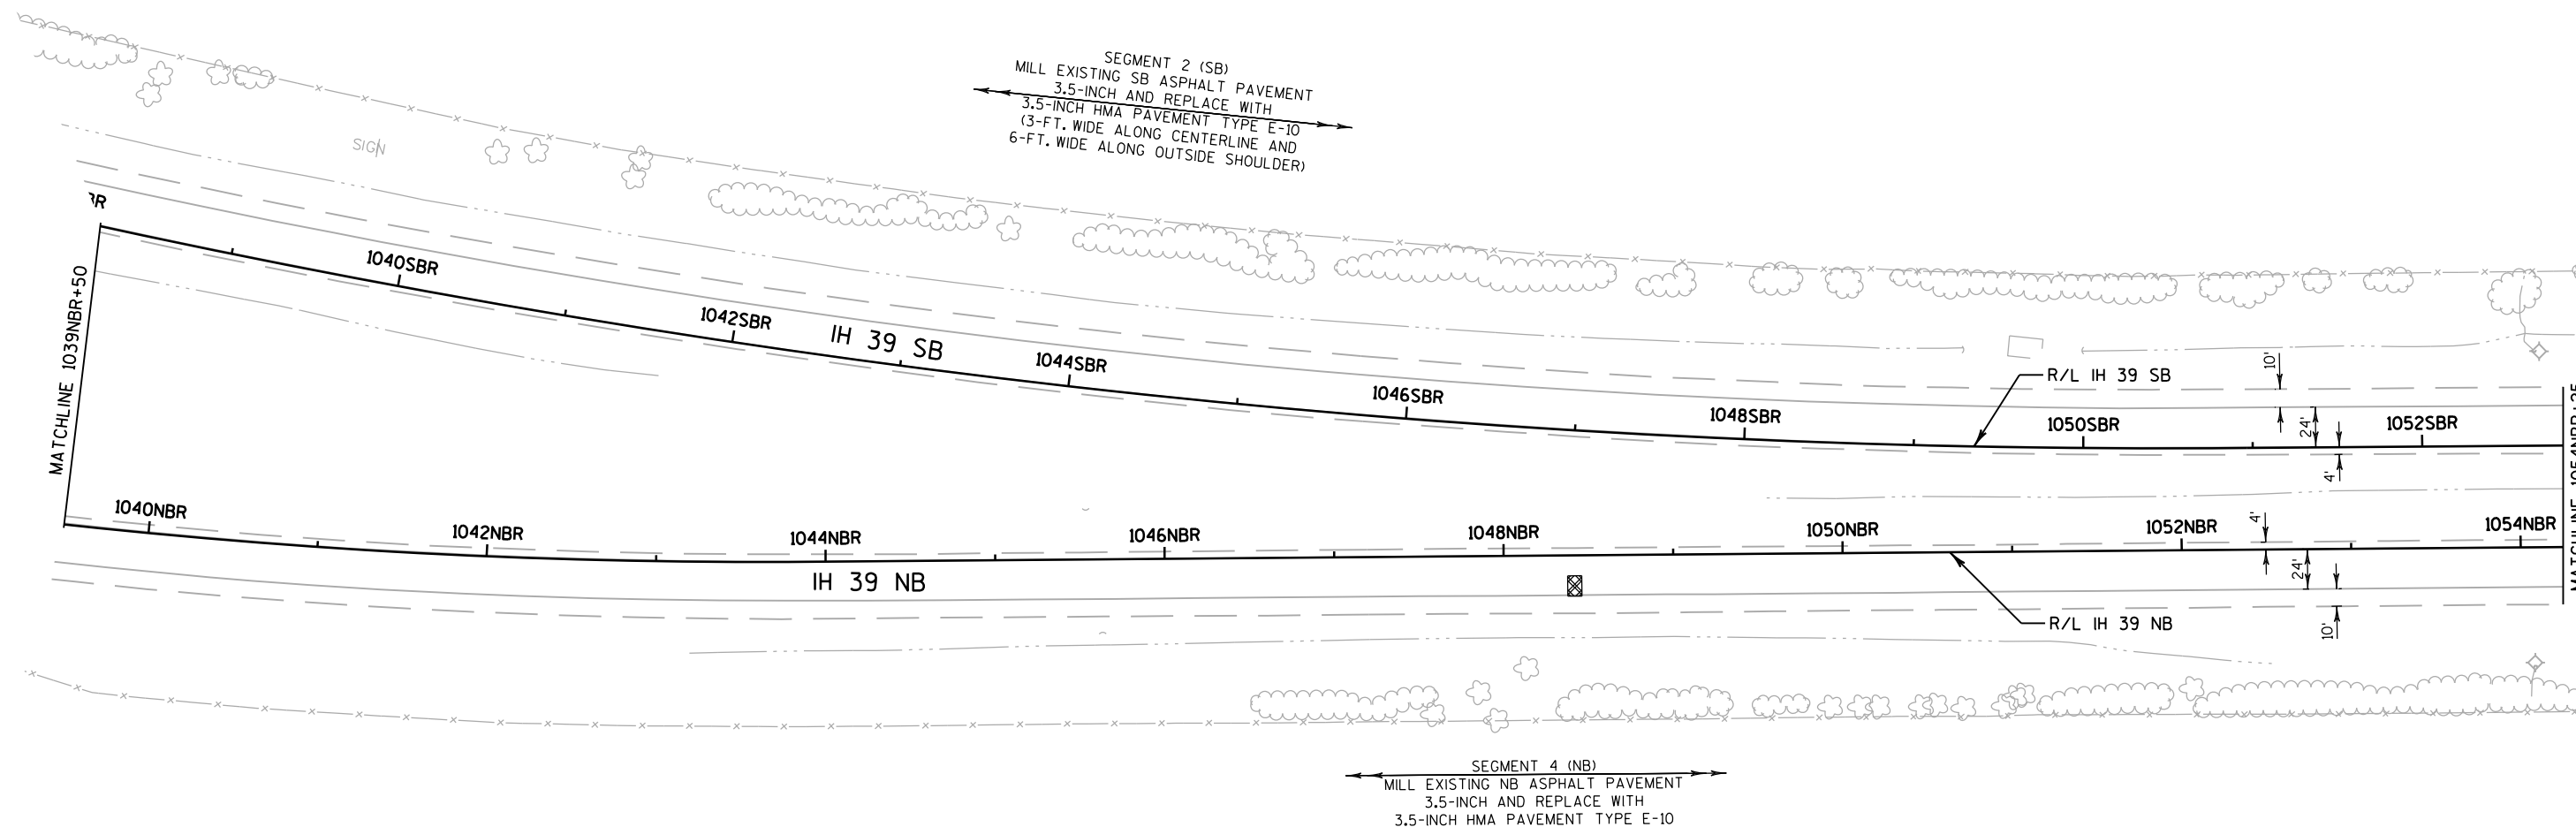 SEGMENT 2 (SB)
MILL EXISTING SB ASPHALT PAVEMENT
3.5-INCH AND REPLACE WITH
3.5-INCH HMA PAVEMENT TYPE E-10
(3-FT. WIDE ALONG CENTERLINE AND
6-FT. WIDE ALONG OUTSIDE SHOULDER)
SIGN
MATCHLINE 1039NBR+50
1040SBR
1042SBR
IH 39 SB
1044SBR
1046SBR
1048SBR
R/L IH 39 SB
1050SBR
1052SBR
10'
24'
4'
1040NBR
1042NBR
1044NBR
IH 39 NB
1046NBR
1048NBR
1050NBR
1052NBR
1054NBR
4'
24'
10'
R/L IH 39 NB
SEGMENT 4 (NB)
MILL EXISTING NB ASPHALT PAVEMENT
3.5-INCH AND REPLACE WITH
3.5-INCH HMA PAVEMENT TYPE E-10